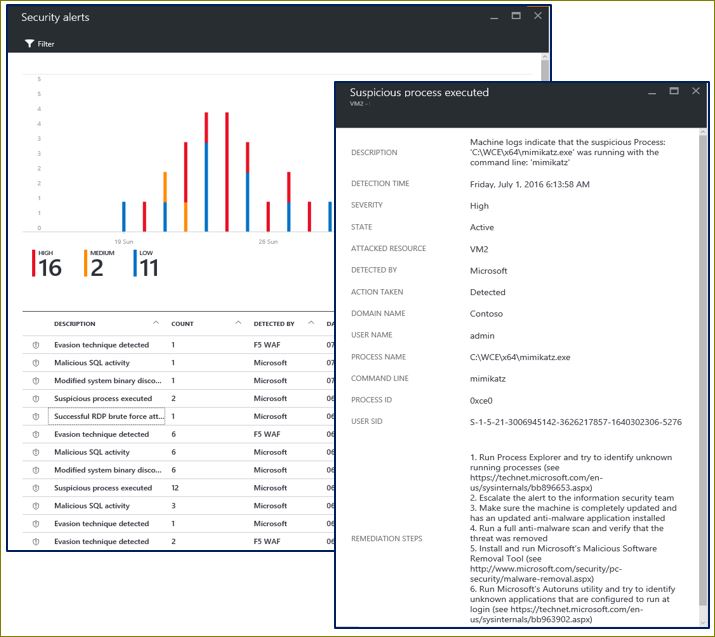 Security alerts
Filter
5
5
4
4
3
3
2
2
1
1
0
19 Sun
26 Sun
HIGH
16
MEDIUM
2
LOW
11
DESCRIPTION COUNT DETECTED BY DA
Evasion technique detected 1 F5 WAF 07
Malicious SQL activity 1 Microsoft 07
Modified system binary disco... 1 Microsoft 07
Suspicious process executed 2 Microsoft 06
Successful RDP brute force att... 1 Microsoft 06
Evasion technique detected 6 F5 WAF 06
Malicious SQL activity 6 Microsoft 06
Modified system binary disco... 6 Microsoft 06
Suspicious process executed 12 Microsoft 06
Malicious SQL activity 3 Microsoft 06
Evasion technique detected 1 Microsoft 06
Evasion technique detected 2 F5 WAF 06
Suspicious process executed
VM2 -
DESCRIPTION
Machine logs indicate that the suspicious Process:
'C:\WCE\x64\mimikatz.exe' was running with the
command line: 'mimikatz'
DETECTION TIME Friday, July 1, 2016 6:13:58 AM
SEVERITY High
STATE Active
ATTACKED RESOURCE VM2
DETECTED BY Microsoft
ACTION TAKEN Detected
DOMAIN NAME Contoso
USER NAME admin
PROCESS NAME C:\WCE\x64\mimikatz.exe
COMMAND LINE mimikatz
PROCESS ID 0xce0
USER SID S-1-5-21-3006945142-3626217857-1640302306-5276
REMEDIATION STEPS
1. Run Process Explorer and try to identify unknown
running processes (see
https://technet.microsoft.com/en-
us/sysinternals/bb896653.aspx)
2. Escalate the alert to the information security team
3. Make sure the machine is completely updated and
has an updated anti-malware application installed
4. Run a full anti-malware scan and verify that the
threat was removed
5. Install and run Microsoft's Malicious Software
Removal Tool (see
http://www.microsoft.com/security/pc-
security/malware-removal.aspx)
6. Run Microsoft's Autoruns utility and try to identify
unknown applications that are configured to run at
login (see https://technet.microsoft.com/en-
us/sysinternals/bb963902.aspx)